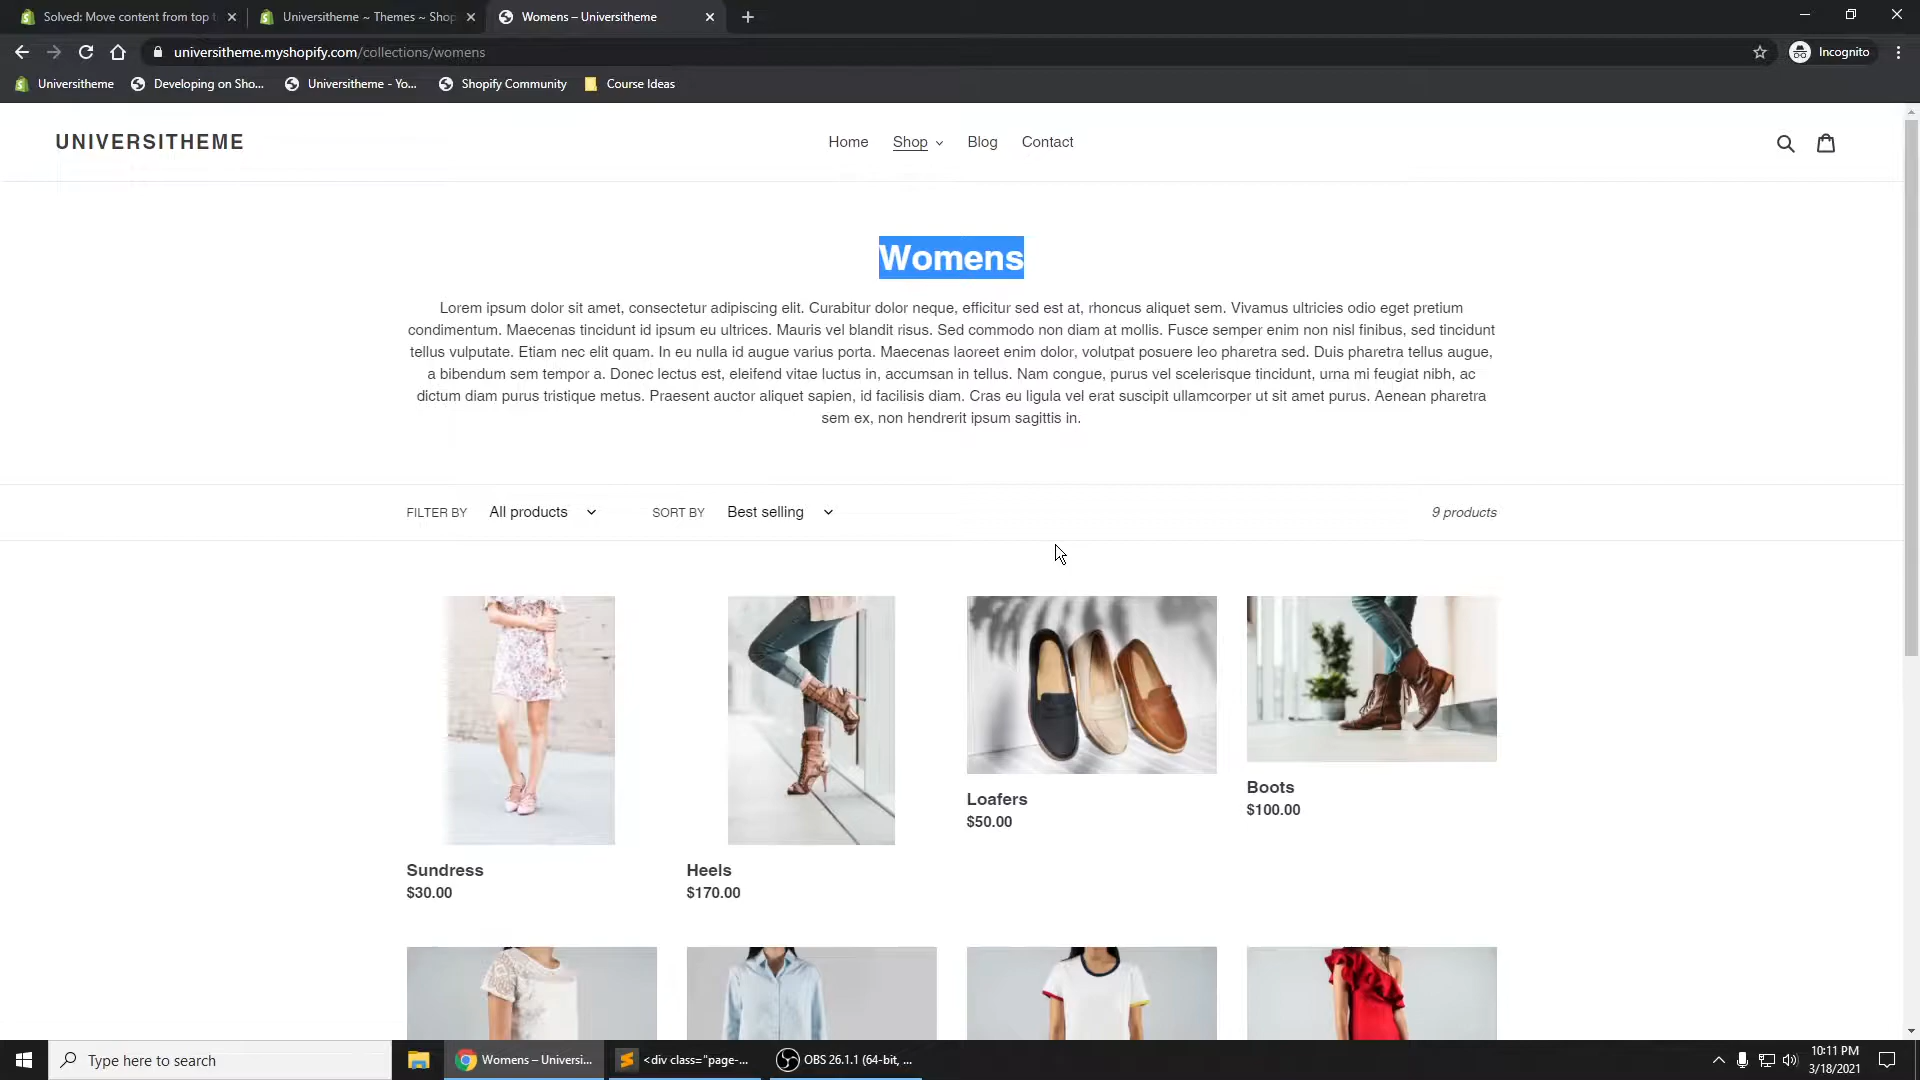 Solved: Move content from top t
Universitheme ~ Themes ~ Shop
Womens – Universitheme
universitheme.myshopify.com/collections/womens
Incognito
Universitheme
Developing on Sho...
Universitheme - Yo...
Shopify Community
Course Ideas
UNIVERSITHEME
Home
Shop
Blog
Contact
Womens
Lorem ipsum dolor sit amet, consectetur adipiscing elit. Curabitur dolor neque, efficitur sed est at, rhoncus aliquet sem. Vivamus ultricies odio eget pretium
condimentum. Maecenas tincidunt id ipsum eu ultrices. Mauris vel blandit risus. Sed commodo non diam at mollis. Fusce semper enim non nisl finibus, sed tincidunt
tellus vulputate. Etiam nec elit quam. In eu nulla id augue varius porta. Maecenas laoreet enim dolor, volutpat posuere leo pharetra sed. Duis pharetra tellus augue,
a bibendum sem tempor a. Donec lectus est, eleifend vitae luctus in, accumsan in tellus. Nam congue, purus vel scelerisque tincidunt, urna mi feugiat nibh, ac
dictum diam purus tristique metus. Praesent auctor aliquet sapien, id facilisis diam. Cras eu ligula vel erat suscipit ullamcorper ut sit amet purus. Aenean pharetra
sem ex, non hendrerit ipsum sagittis in.
FILTER BY
All products
SORT BY
Best selling
9 products
Sundress
$30.00
Heels
$170.00
Loafers
$50.00
Boots
$100.00
Type here to search
Womens – Universi...
<div class="page-...
OBS 26.1.1 (64-bit, ...
10:11 PM
3/18/2021